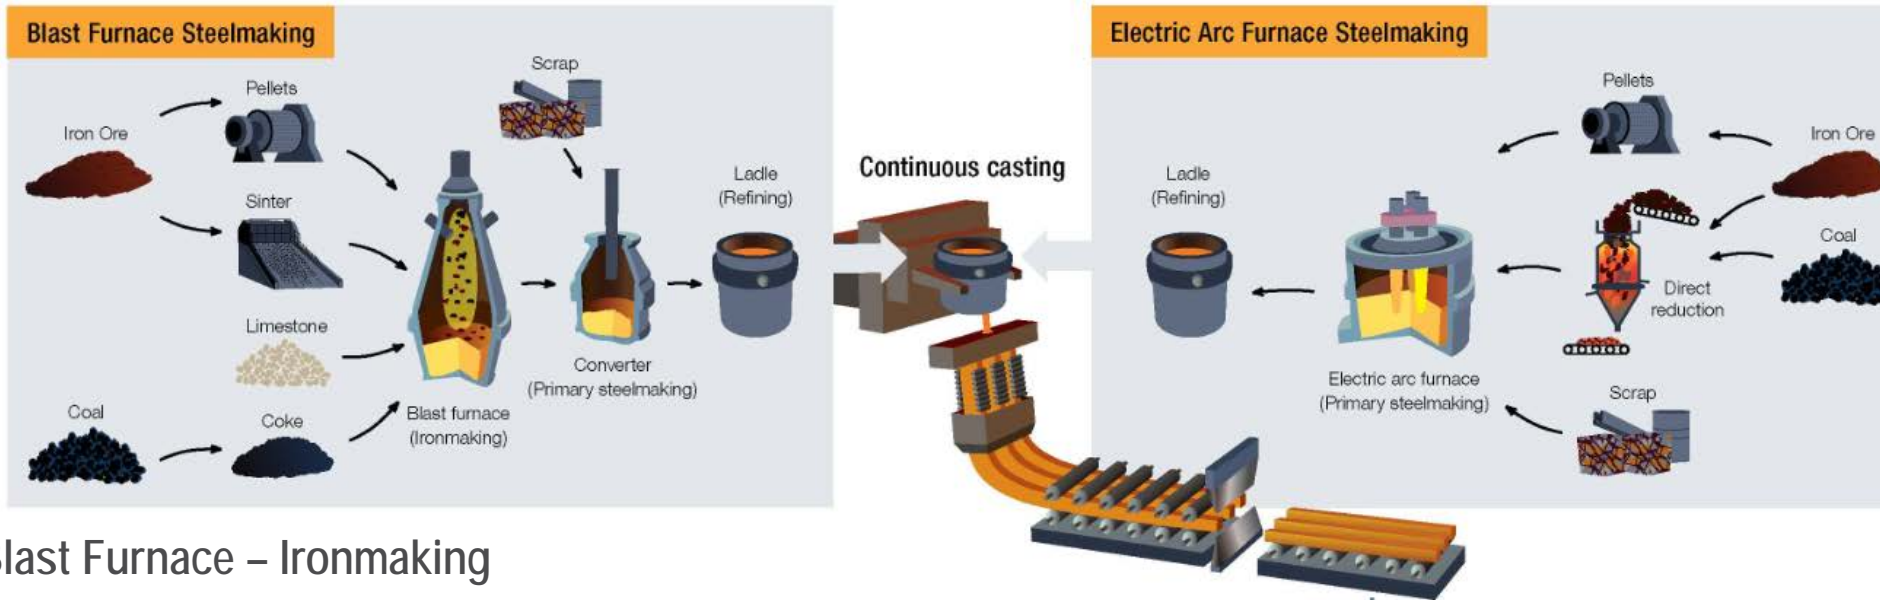 Blast Furnace Steelmaking
Pellets
Iron Ore
Sinter
Limestone
Coal
Coke
Blast furnace
(Ironmaking)
Scrap
Converter
(Primary steelmaking)
Ladle
(Refining)
Continuous casting
Electric Arc Furnace Steelmaking
Ladle
(Refining)
Pellets
Iron Ore
Coal
Direct
reduction
Electric arc furnace
(Primary steelmaking)
Scrap
last Furnace – Ironmaking